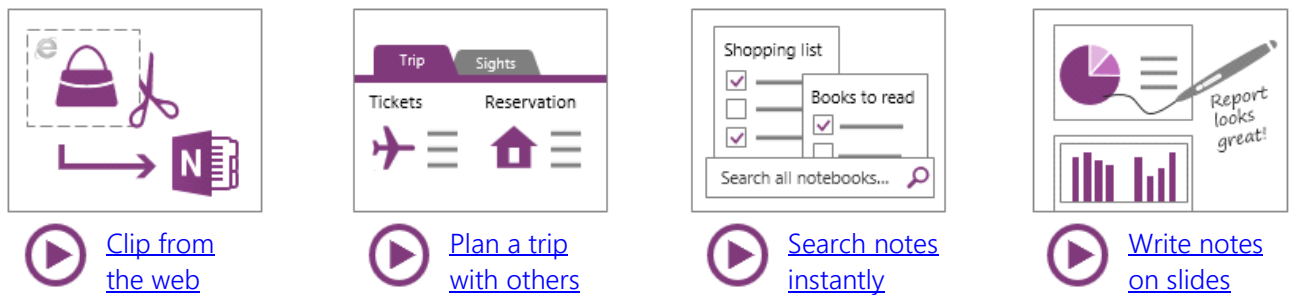 e
N
Clip from
the web
Trip
Sights
Tickets
Reservation
Plan a trip
with others
Shopping list
Books to read
Search all notebooks...
Search notes
instantly
Report
looks
great!
Write notes
on slides